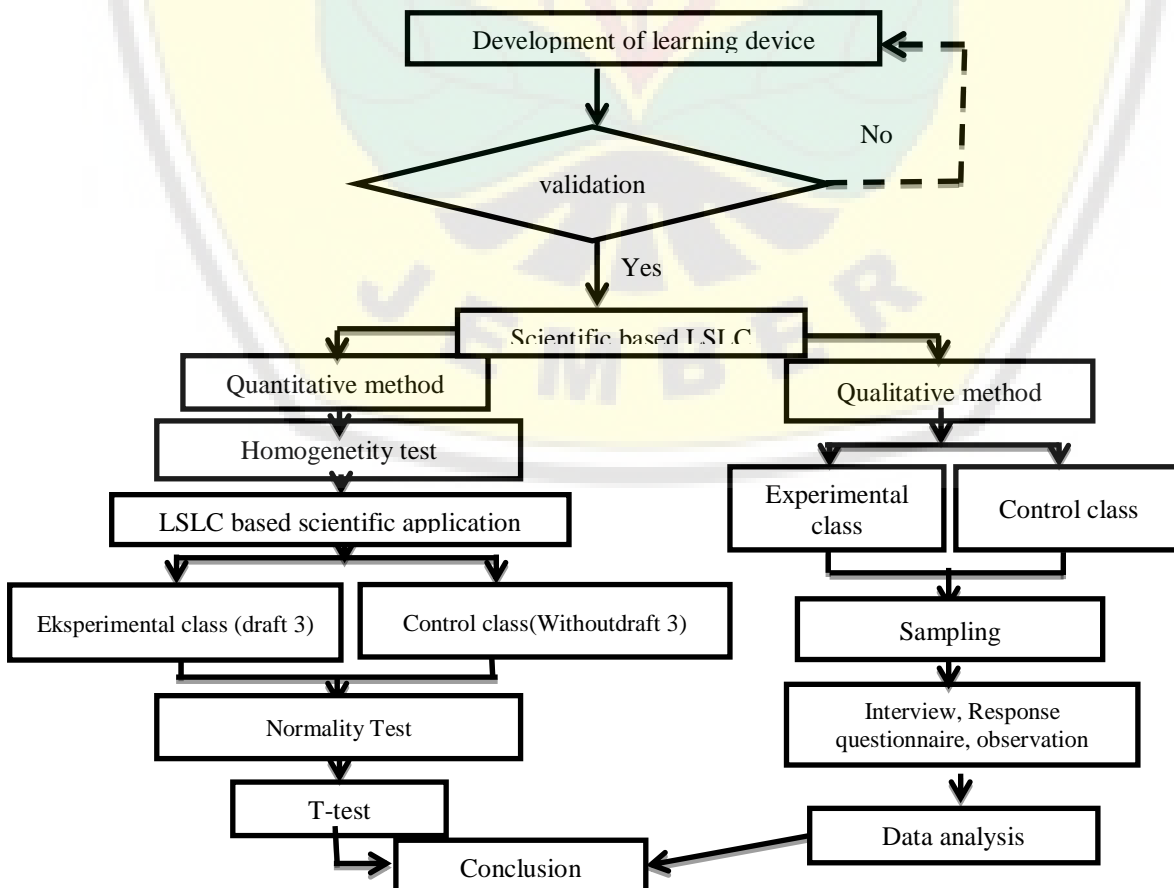 Development of learning device
No
validation
Yes
Scientific based LSLC
Quantitative method
Qualitative method
Homogenetity test
Experimental
class
Control class
LSLC based scientific application
Eksperimental class (draft 3)
Control class(Withoutdraft 3)
Sampling
Normality Test
Interview, Response
questionnaire, observation
T-test
Data analysis
Conclusion
JEMBER